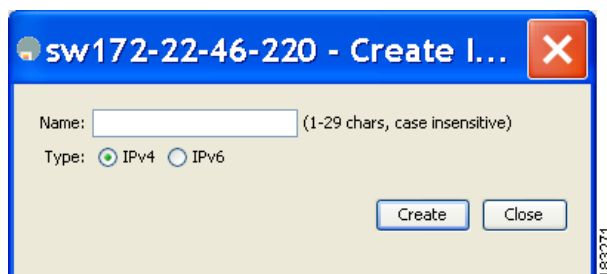 sw172-22-46-220 - Create I...
Name: (1-29 chars, case insensitive)
Type: IPv4 IPv6
Create Close